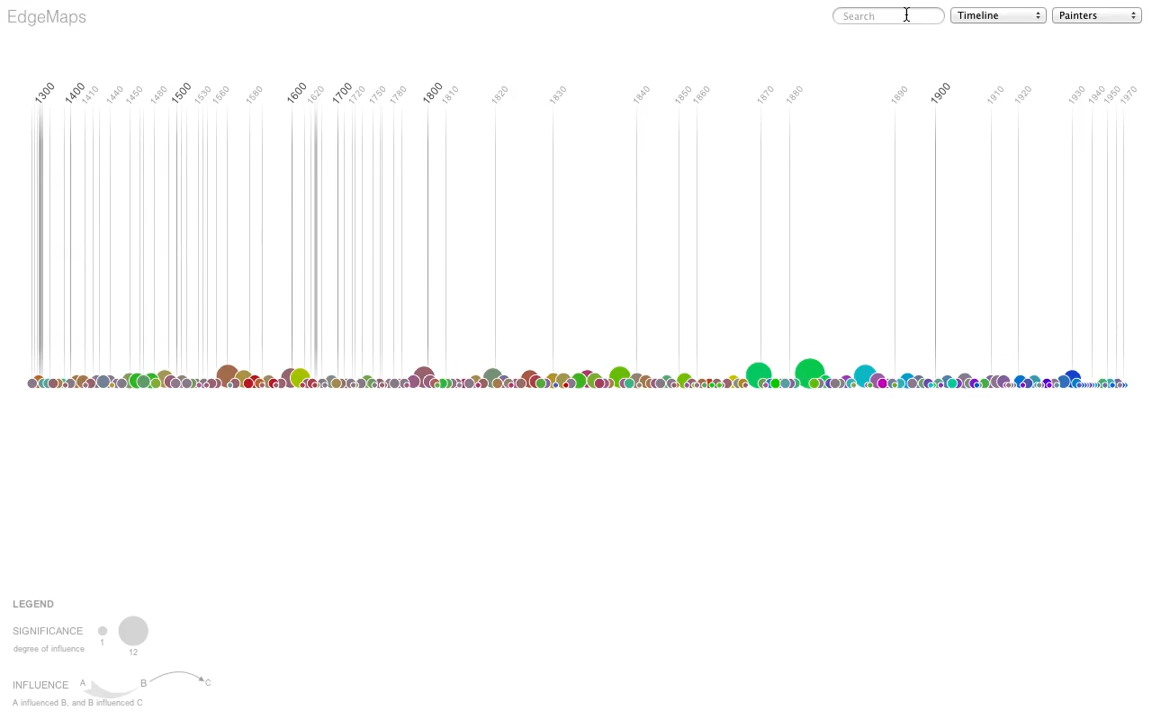 EdgeMaps
Search
Timeline
Painters
1300 1400 1410 1440 1450 1480 1500 1530 1560 1580 1600 1620 1700 1720 1750 1780 1800 1810 1820 1830 1840 1850 1860 1870 1880 1890 1900 1910 1920 1930 1940 1950 1970
LEGEND
SIGNIFICANCE
degree of influence
1
12
INFLUENCE A B C
A influenced B, and B influenced C